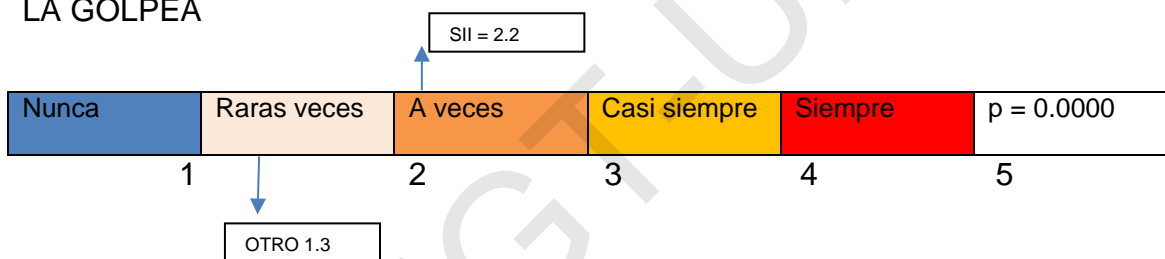 LA GOLPEA
SII = 2.2
Nunca Raras veces A veces Casi siempre Siempre p = 0.0000
1 2 3 4 5
OTRO 1.3